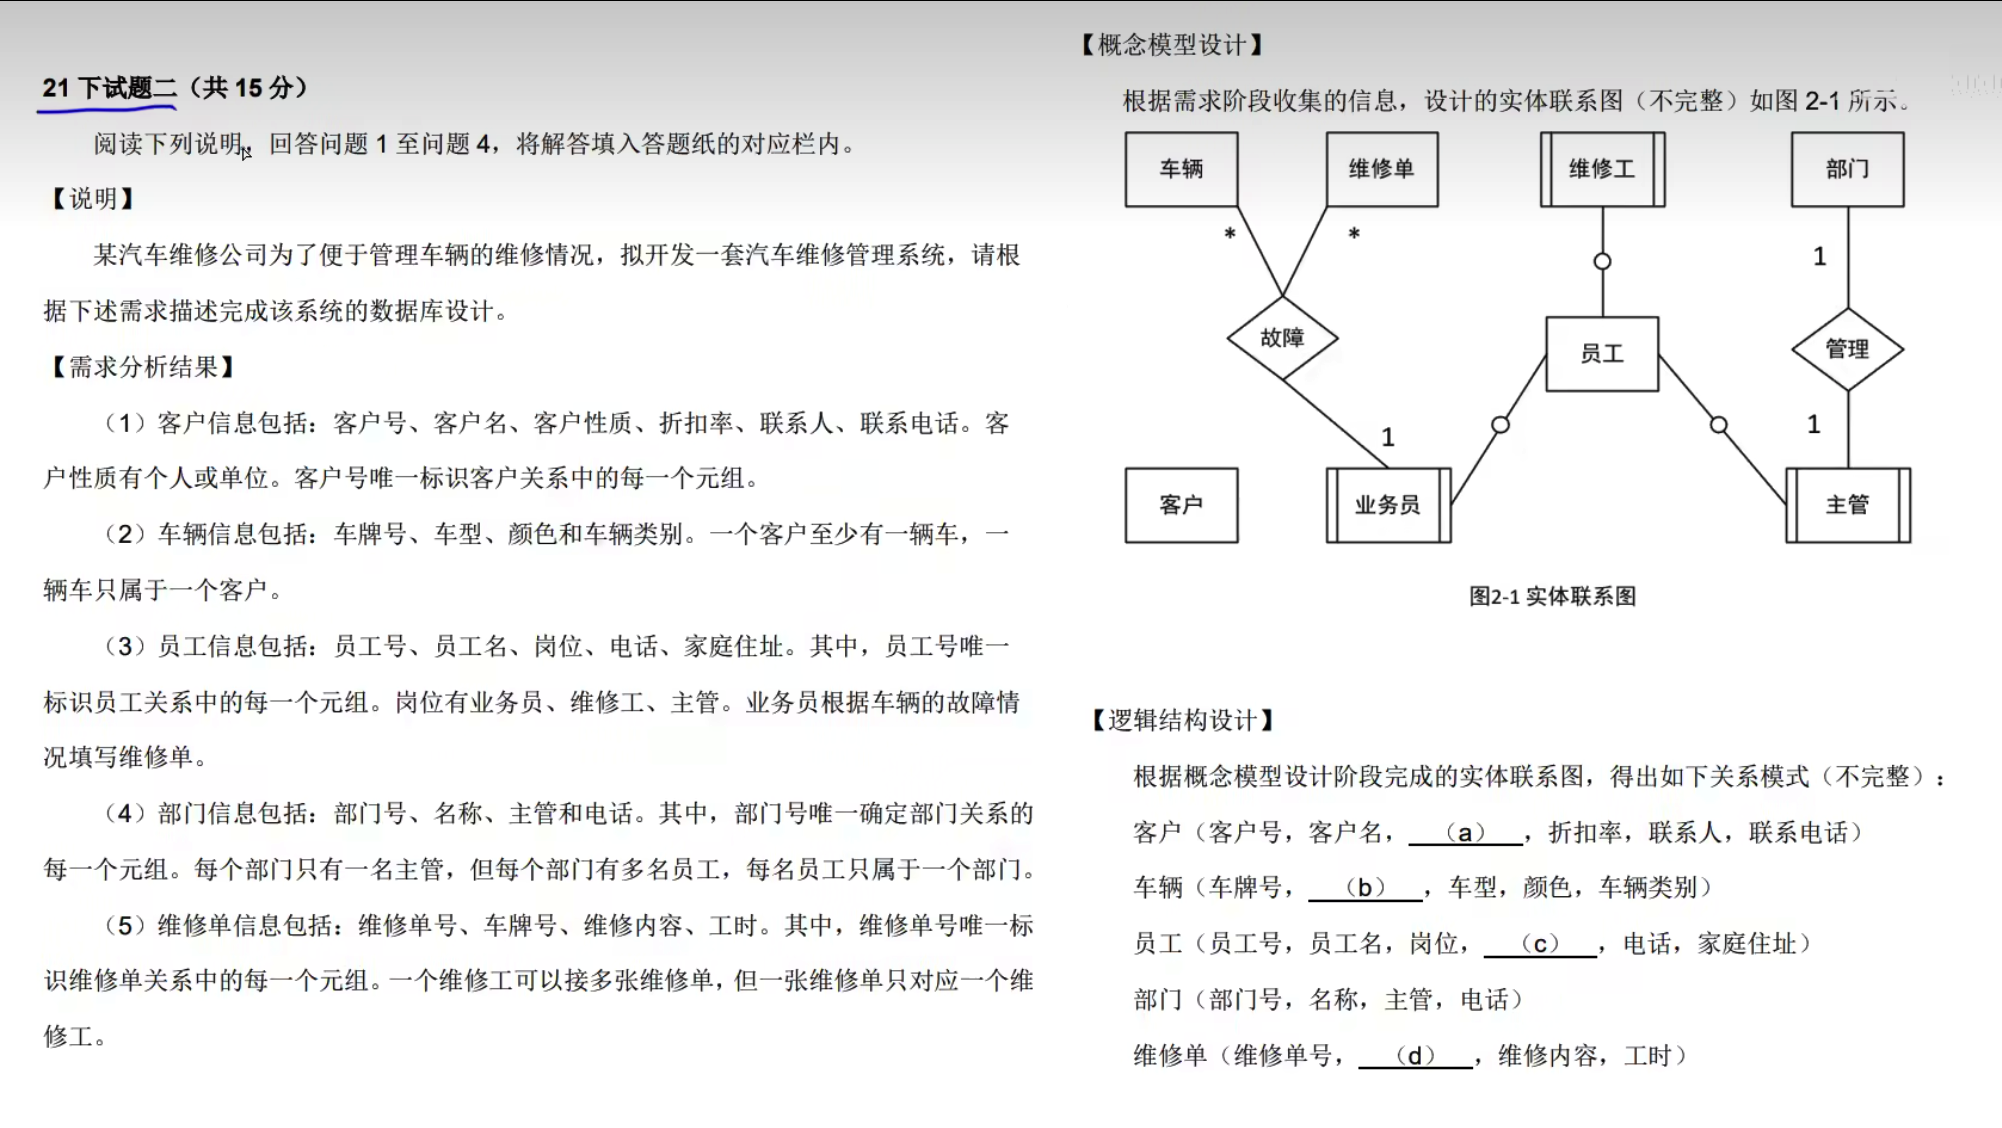 21 下试题二（共 15 分）
阅读下列说明，回答问题 1 至问题 4，将解答填入答题纸的对应栏内。
【说明】
某汽车维修公司为了便于管理车辆的维修情况，拟开发一套汽车维修管理系统，请根
据下述需求描述完成该系统的数据库设计。
【需求分析结果】
（1）客户信息包括：客户号、客户名、客户性质、折扣率、联系人、联系电话。客
户性质有个人或单位。客户号唯一标识客户关系中的每一个元组。
（2）车辆信息包括：车牌号、车型、颜色和车辆类别。一个客户至少有一辆车，一
辆车只属于一个客户。
（3）员工信息包括：员工号、员工名、岗位、电话、家庭住址。其中，员工号唯一
标识员工关系中的每一个元组。岗位有业务员、维修工、主管。业务员根据车辆的故障情
况填写维修单。
（4）部门信息包括：部门号、名称、主管和电话。其中，部门号唯一确定部门关系的
每一个元组。每个部门只有一名主管，但每个部门有多名员工，每名员工只属于一个部门。
（5）维修单信息包括：维修单号、车牌号、维修内容、工时。其中，维修单号唯一标
识维修单关系中的每一个元组。一个维修工可以接多张维修单，但一张维修单只对应一个维
修工。
【概念模型设计】
根据需求阶段收集的信息，设计的实体联系图（不完整）如图 2-1 所示。
车辆
维修单
维修工
部门
*
*
1
故障
员工
管理
1
1
客户
业务员
主管
图2-1 实体联系图
【逻辑结构设计】
根据概念模型设计阶段完成的实体联系图，得出如下关系模式（不完整）：
客户（客户号，客户名，（a），折扣率，联系人，联系电话）
车辆（车牌号，（b），车型，颜色，车辆类别）
员工（员工号，员工名，岗位，（c），电话，家庭住址）
部门（部门号，名称，主管，电话）
维修单（维修单号，（d），维修内容，工时）